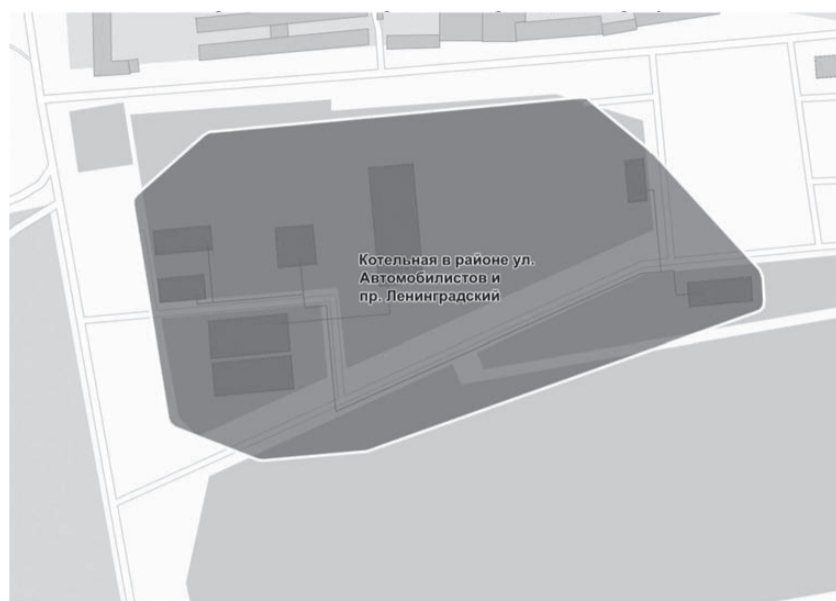 Котельная в районе ул.
Автомобилистов и
пр. Ленинградский